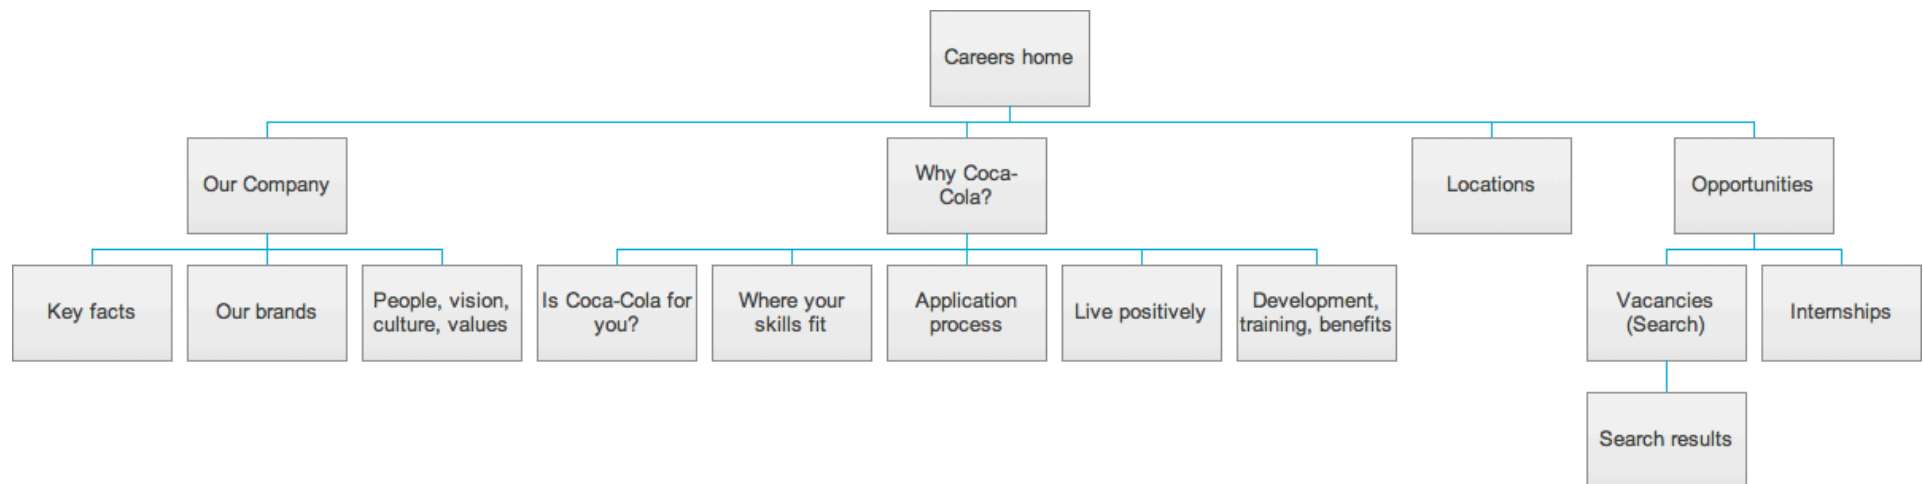 Careers home
Our Company
Why Coca-
Cola?
Locations
Opportunities
Key facts
Our brands
People, vision,
culture, values
Is Coca-Cola for
you?
Where your
skills fit
Application
process
Live positively
Development,
training, benefits
Vacancies
(Search)
Internships
Search results